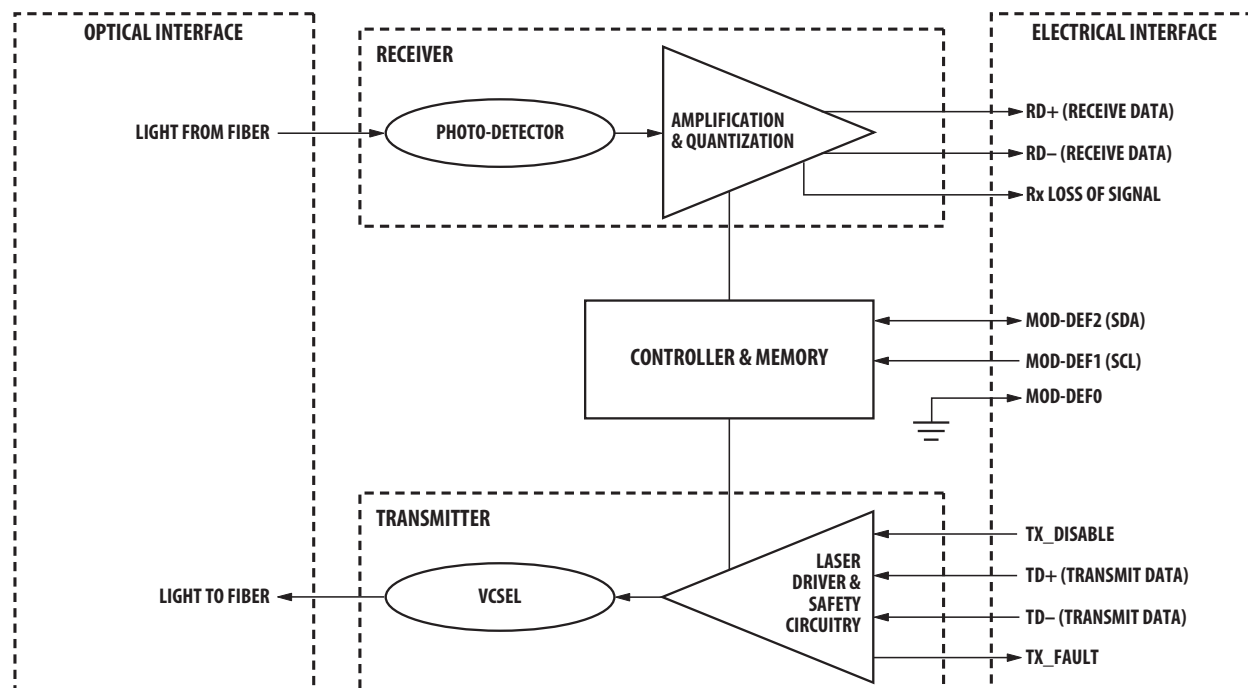 OPTICAL INTERFACE
ELECTRICAL INTERFACE
RECEIVER
LIGHT FROM FIBER
PHOTO-DETECTOR
AMPLIFICATION
& QUANTIZATION
RD+ (RECEIVE DATA)
RD– (RECEIVE DATA)
Rx LOSS OF SIGNAL
CONTROLLER & MEMORY
MOD-DEF2 (SDA)
MOD-DEF1 (SCL)
MOD-DEF0
TRANSMITTER
LIGHT TO FIBER
VCSEL
LASER
DRIVER &
SAFETY
CIRCUITRY
TX_DISABLE
TD+ (TRANSMIT DATA)
TD– (TRANSMIT DATA)
TX_FAULT